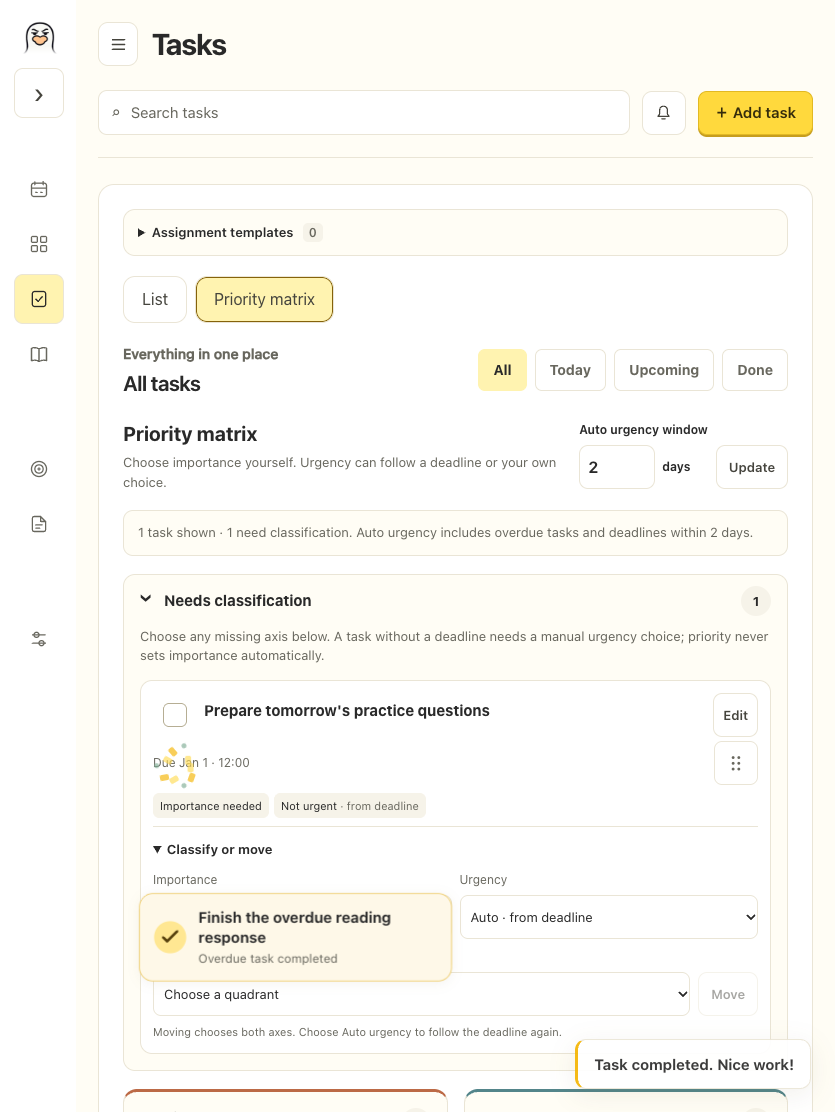 Tasks
Search tasks
+ Add task
Assignment templates 0
List
Priority matrix
Everything in one place
All tasks
All
Today
Upcoming
Done
Priority matrix
Choose importance yourself. Urgency can follow a deadline or your own
choice.
Auto urgency window
2
days
Update
1 task shown · 1 need classification. Auto urgency includes overdue tasks and deadlines within 2 days.
Needs classification
1
Choose any missing axis below. A task without a deadline needs a manual urgency choice; priority never
sets importance automatically.
Prepare tomorrow's practice questions
Edit
Due Jan 1 · 12:00
Importance needed
Not urgent · from deadline
Classify or move
Importance
Urgency
Auto · from deadline
Finish the overdue reading
response
Overdue task completed
Choose a quadrant
Move
Moving chooses both axes. Choose Auto urgency to follow the deadline again.
Task completed. Nice work!